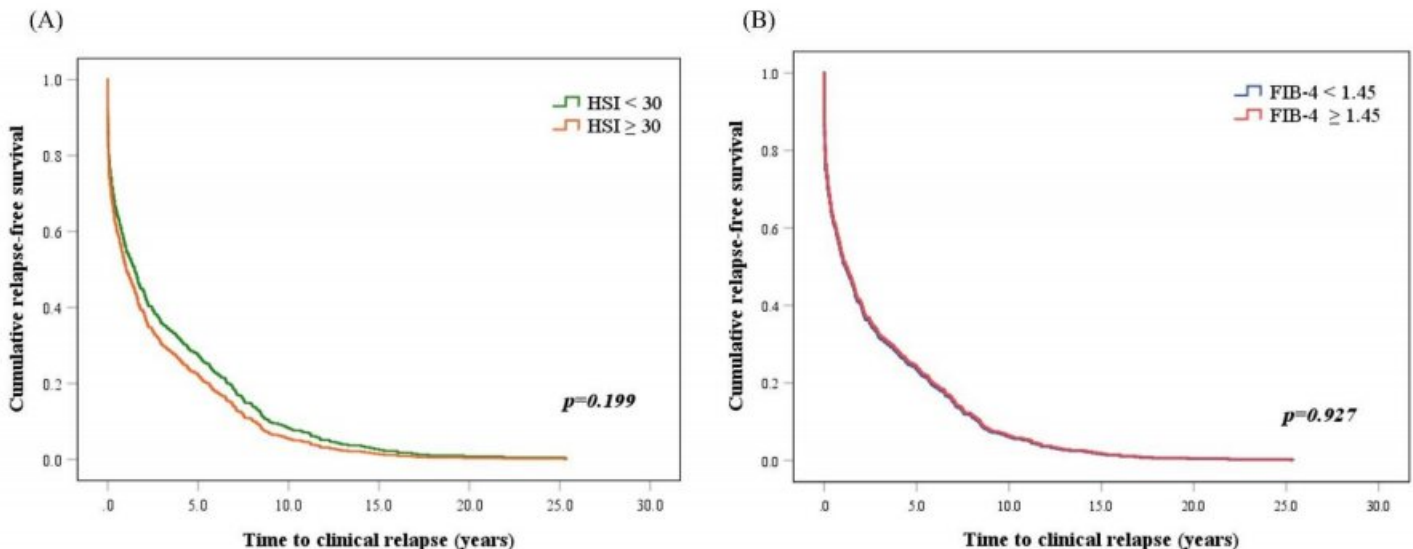 (A)
Cumulative relapse-free survival
1.0
0.8
0.6
0.4
0.2
0.0
HSI < 30
HSI ≥ 30
p=0.199
.0 5.0 10.0 15.0 20.0 25.0 30.0
Time to clinical relapse (years)
(B)
Cumulative relapse-free survival
1.0
0.8
0.6
0.4
0.2
0.0
FIB-4 < 1.45
FIB-4 ≥ 1.45
p=0.927
.0 5.0 10.0 15.0 20.0 25.0 30.0
Time to clinical relapse (years)